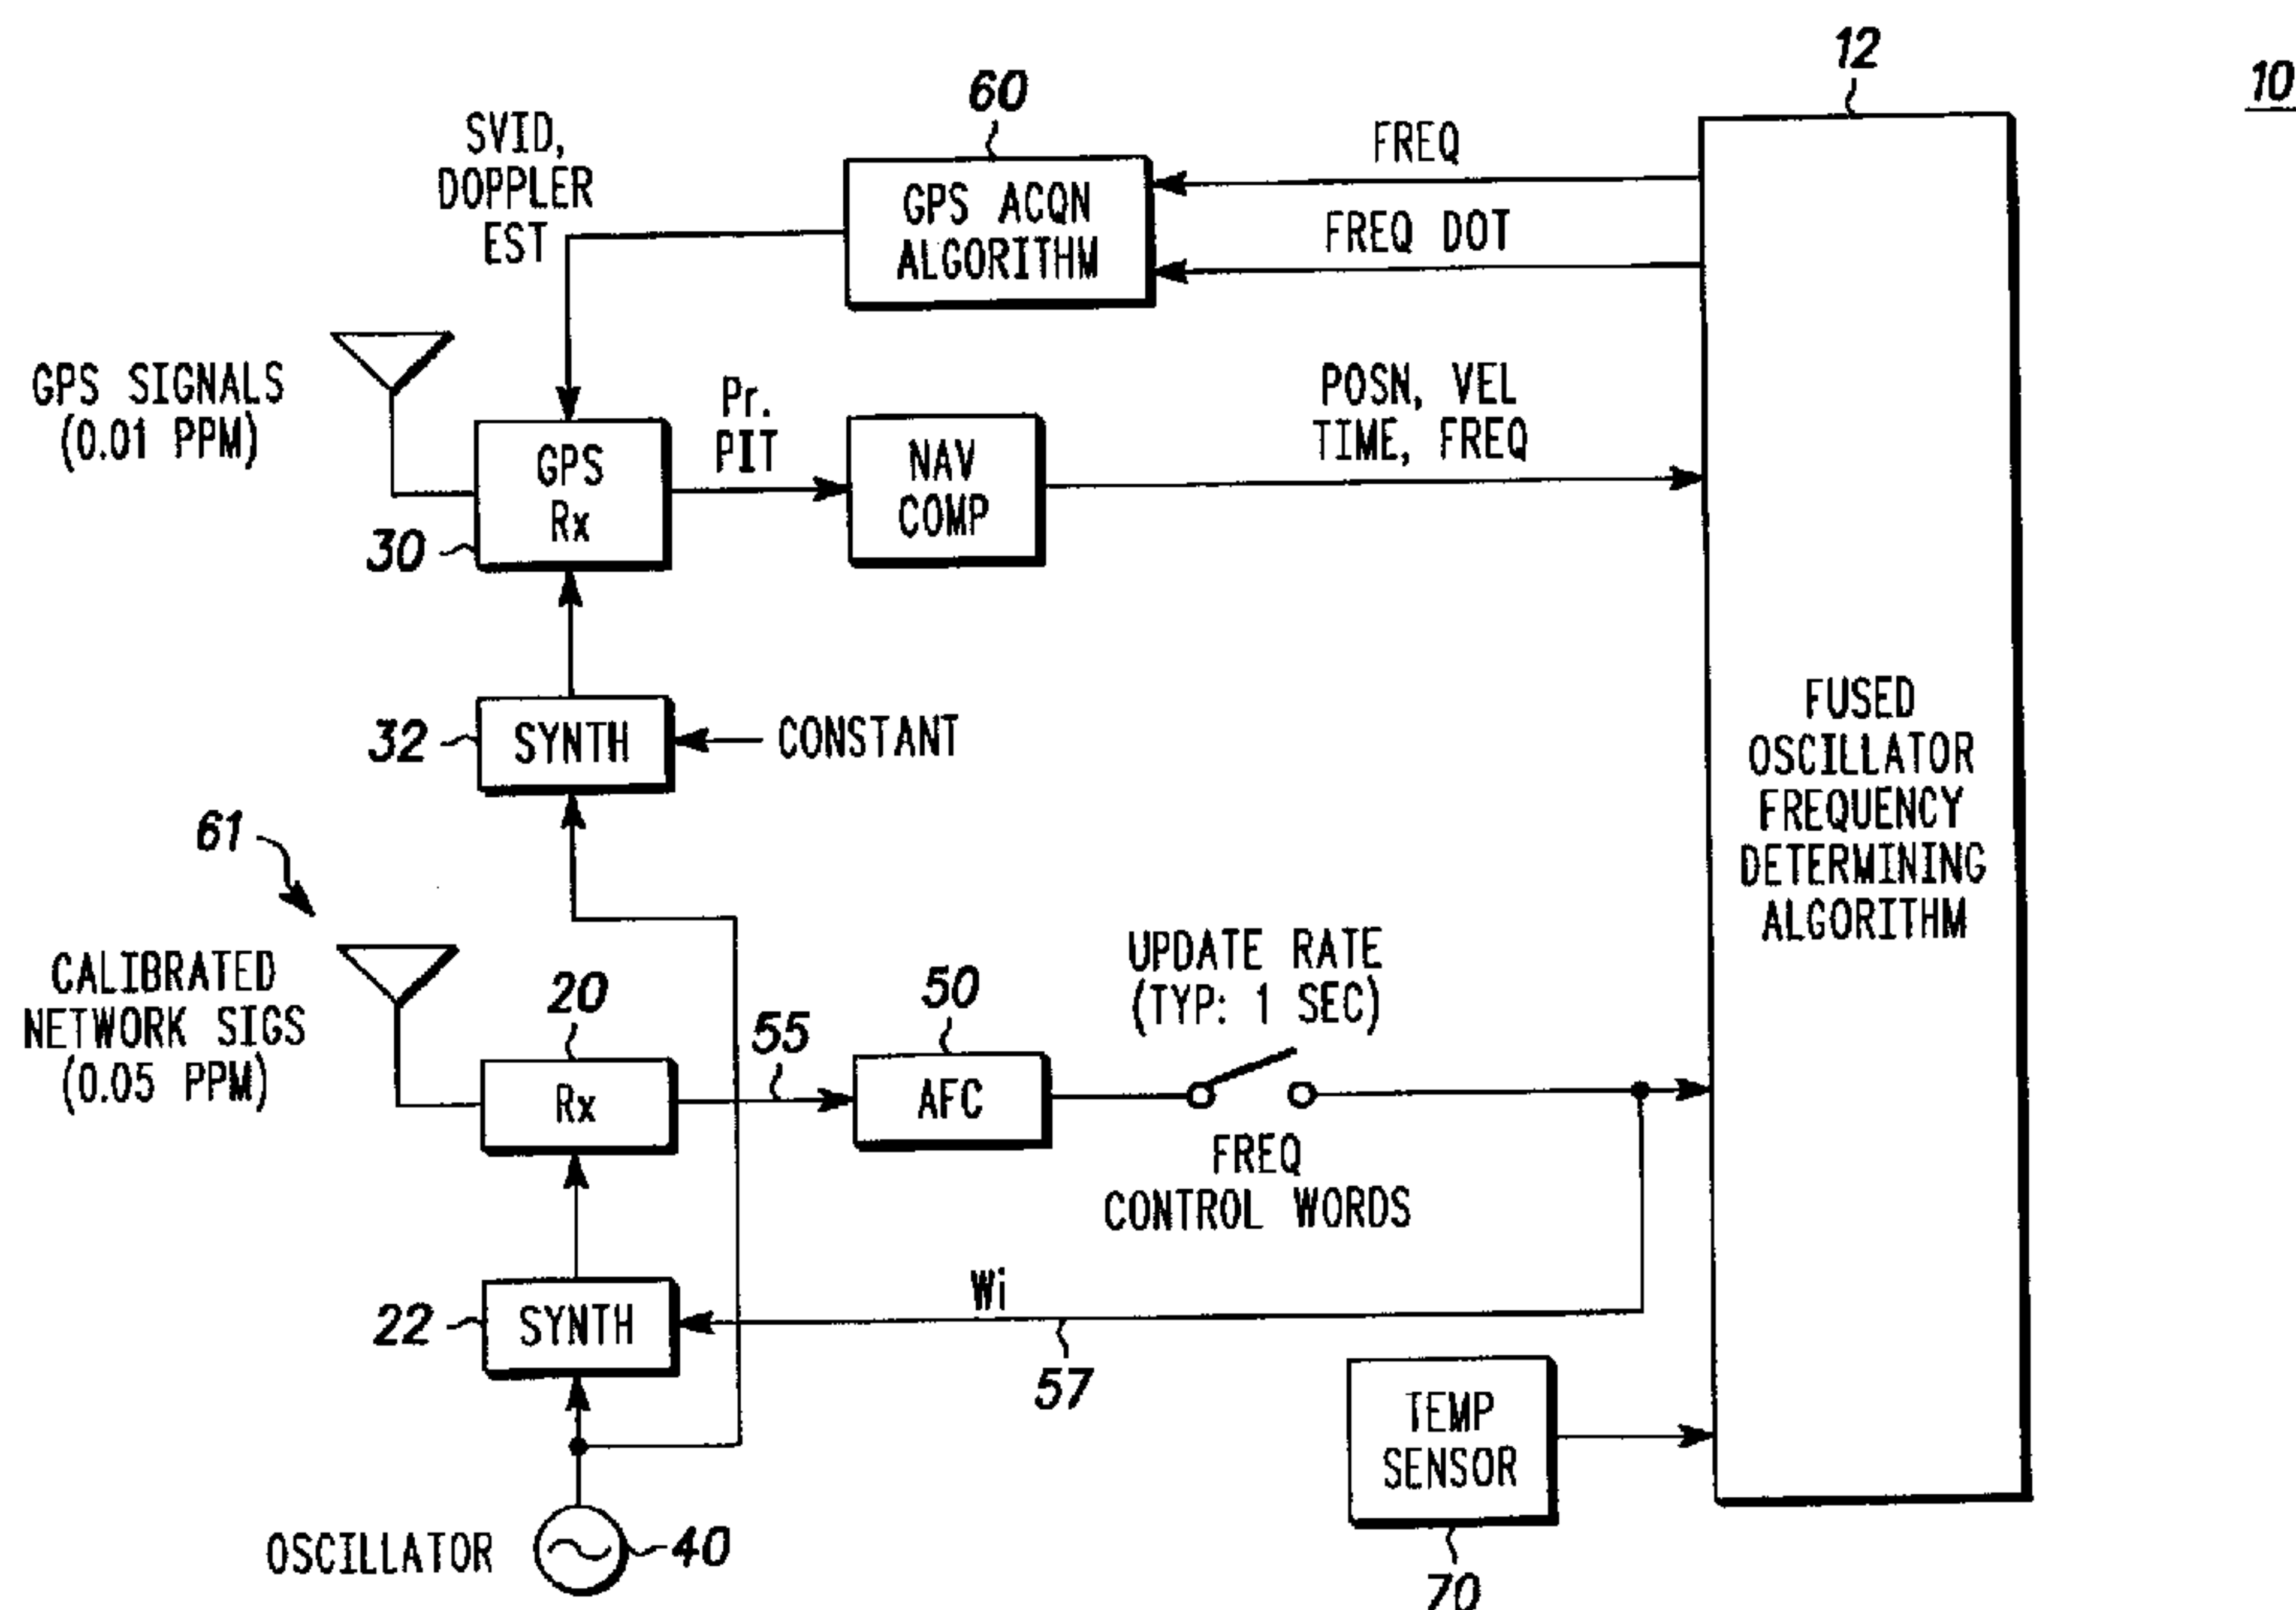 12
10
60
SVID,
DOPPLER
EST
GPS ACQN
ALGORITHM
FREQ
FREQ DOT
GPS SIGNALS
(0.01 PPM)
GPS
Rx
30
Pr.
PIT
NAV
COMP
POSN, VEL
TIME, FREQ
32
SYNTH
CONSTANT
FUSED
OSCILLATOR
FREQUENCY
DETERMINING
ALGORITHM
61
CALIBRATED
NETWORK SIGS
(0.05 PPM)
20
Rx
55
50
AFC
UPDATE RATE
(TYP: 1 SEC)
FREQ
CONTROL WORDS
22
SYNTH
Wi
57
TEMP
SENSOR
70
OSCILLATOR
40